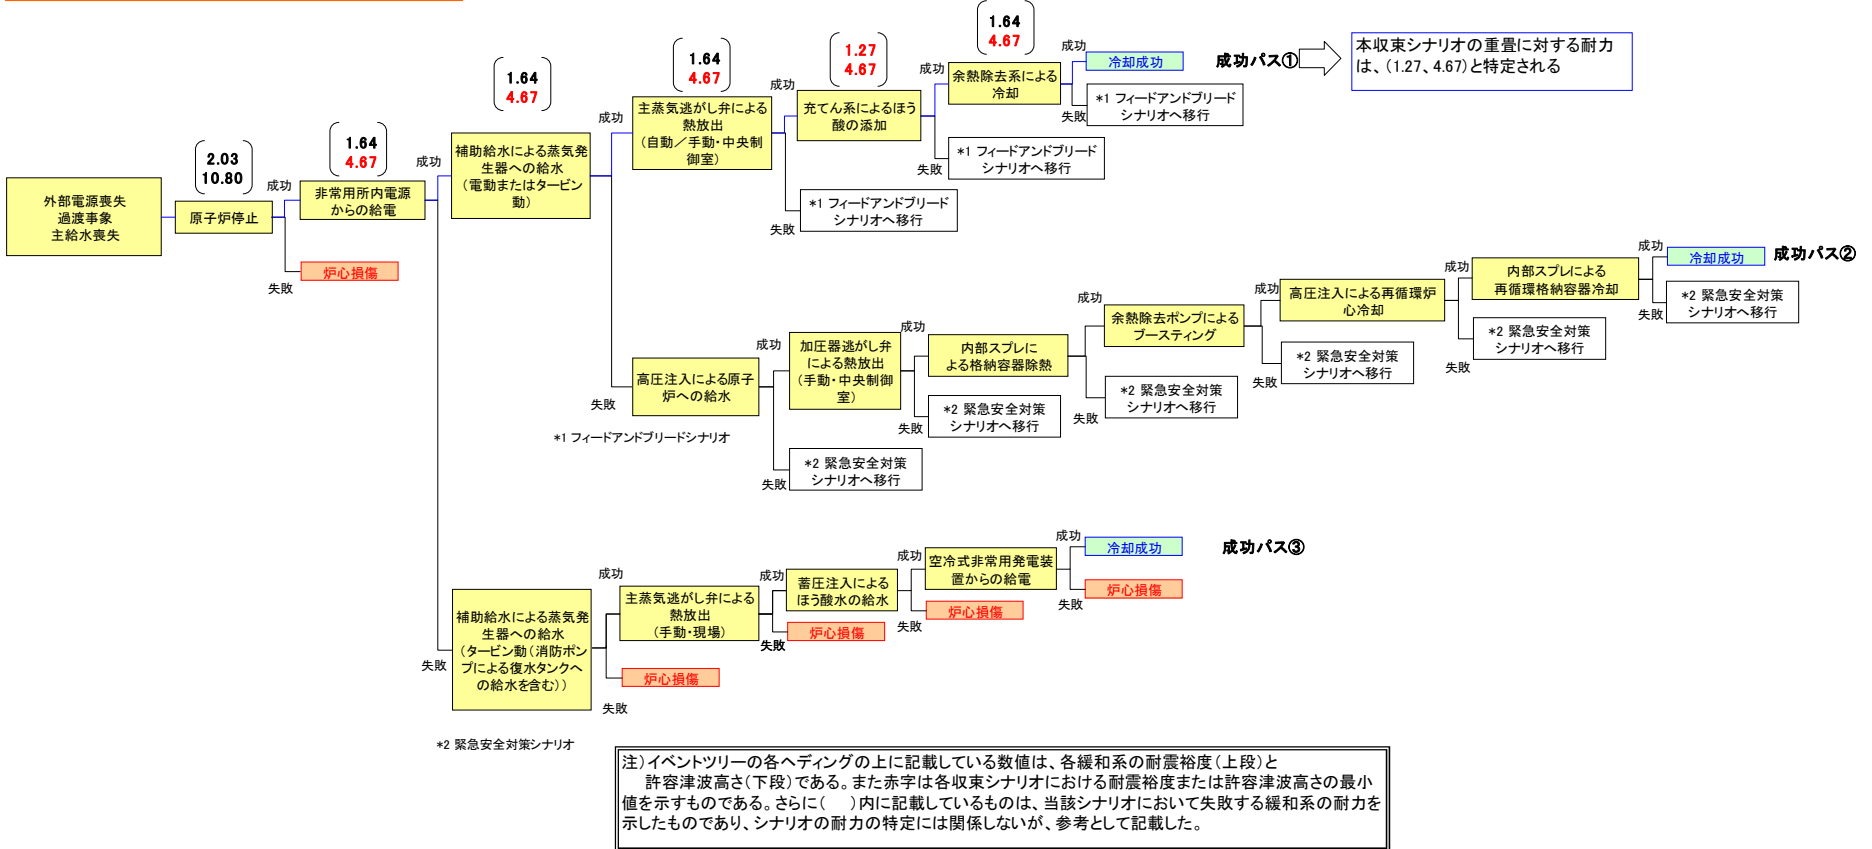 外部電源喪失
過渡事象
主給水喪失
2.03
10.80
原子炉停止
成功
失敗
炉心損傷
1.64
4.67
非常用所内電源
からの給電
成功
失敗
1.64
4.67
補助給水による蒸気発
生器への給水
(電動またはタービン
動)
成功
失敗
1.64
4.67
主蒸気逃がし弁による
熱放出
(自動/手動・中央制
御室)
成功
失敗
*1 フィードアンドブリード
シナリオへ移行
1.27
4.67
充てん系によるほう
酸の添加
成功
失敗
*1 フィードアンドブリード
シナリオへ移行
1.64
4.67
余熱除去系による
冷却
成功
失敗
冷却成功
*1 フィードアンドブリード
シナリオへ移行
成功パス①
本収束シナリオの重畳に対する耐力
は、(1.27、4.67)と特定される
高圧注入による原子
炉への給水
*1 フィードアンドブリードシナリオ
成功
失敗
*2 緊急安全対策
シナリオへ移行
加圧器逃がし弁
による熱放出
(手動・中央制御
室)
成功
失敗
*2 緊急安全対策
シナリオへ移行
内部スプレに
よる格納容器除熱
成功
失敗
*2 緊急安全対策
シナリオへ移行
余熱除去ポンプによる
ブースティング
成功
失敗
*2 緊急安全対策
シナリオへ移行
高圧注入による再循環炉
心冷却
成功
失敗
*2 緊急安全対策
シナリオへ移行
内部スプレによる
再循環格納容器冷却
成功
失敗
冷却成功
*2 緊急安全対策
シナリオへ移行
成功パス②
補助給水による蒸気発
生器への給水
(タービン動(消防ポン
プによる復水タンクへ
の給水を含む))
成功
失敗
炉心損傷
主蒸気逃がし弁による
熱放出
(手動・現場)
成功
失敗
炉心損傷
蓄圧注入による
ほう酸水の給水
成功
失敗
炉心損傷
空冷式非常用発電装
置からの給電
成功
失敗
冷却成功
炉心損傷
成功パス③
*2 緊急安全対策シナリオ
注)イベントツリーの各ヘディングの上に記載している数値は、各緩和系の耐震裕度(上段)と
許容津波高さ(下段)である。また赤字は各収束シナリオにおける耐震裕度または許容津波高さの最小
値を示すものである。さらに( )内に記載しているものは、当該シナリオにおいて失敗する緩和系の耐力を
示したものであり、シナリオの耐力の特定には関係しないが、参考として記載した。